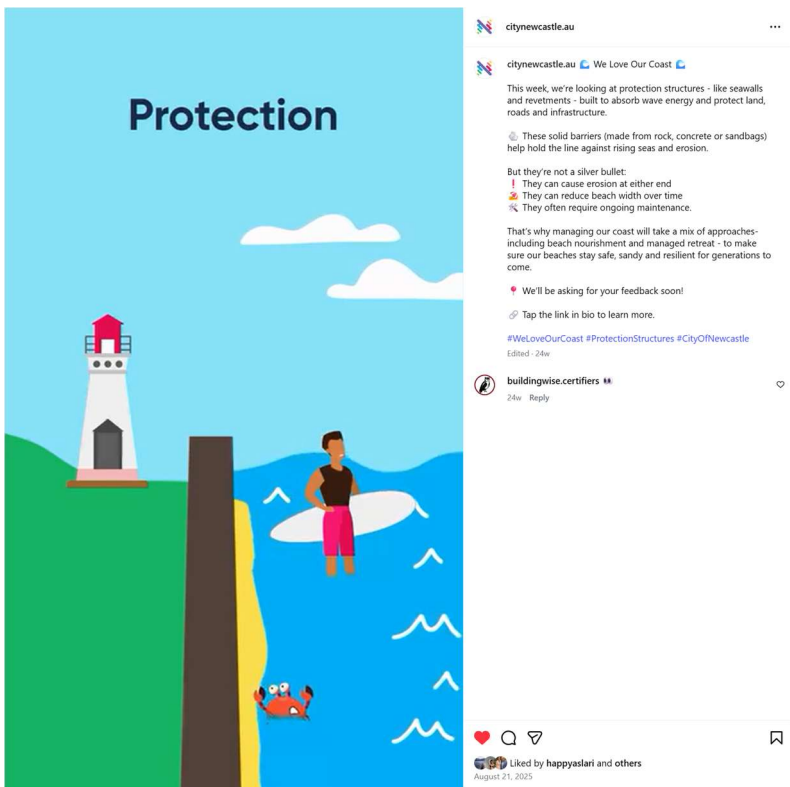 Protection
citynewcastle.au
citynewcastle.au 🌊 We Love Our Coast 🌊
This week, we're looking at protection structures - like seawalls
and revetments - built to absorb wave energy and protect land,
roads and infrastructure.
🪨 These solid barriers (made from rock, concrete or sandbags)
help hold the line against rising seas and erosion.
But they're not a silver bullet:
❗ They can cause erosion at either end
🏖️ They can reduce beach width over time
🛠️ They often require ongoing maintenance.
That's why managing our coast will take a mix of approaches-
including beach nourishment and managed retreat - to make
sure our beaches stay safe, sandy and resilient for generations to
come.
📍 We'll be asking for your feedback soon!
🔗 Tap the link in bio to learn more.
#WeLoveOurCoast #ProtectionStructures #CityOfNewcastle
Edited · 24w
buildingwise.certifiers
24w Reply
Liked by happyaslari and others
August 21, 2025